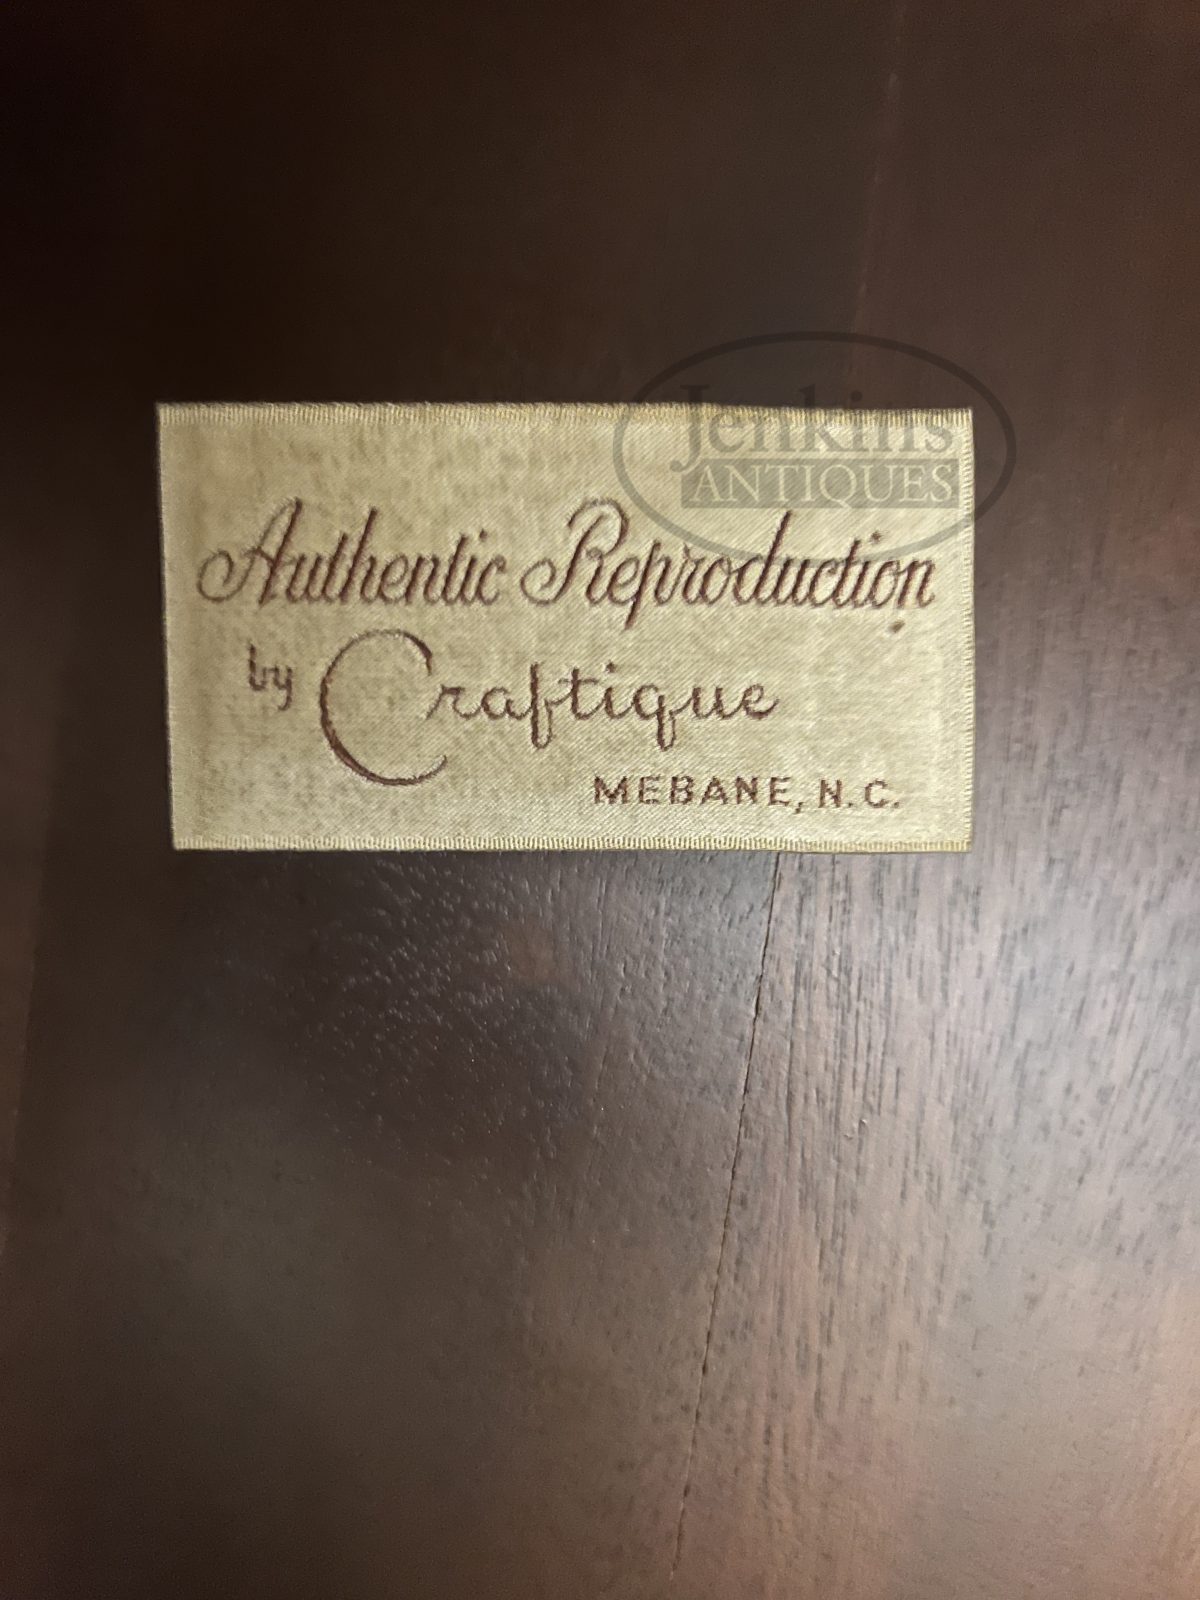 Jenkins
ANTIQUES
Authentic Reproduction
by Craftique
MEBANE, N.C.